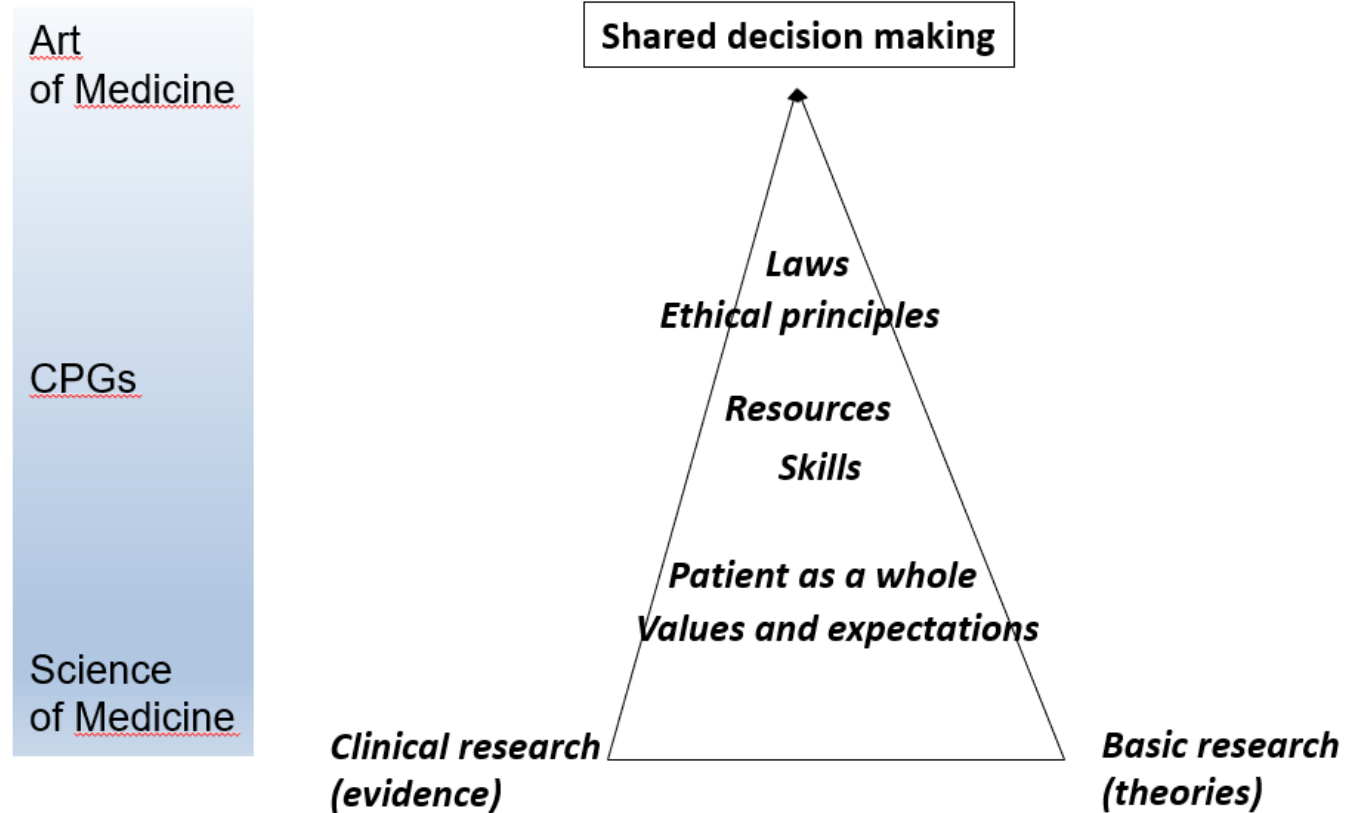 Art
of Medicine
CPGs
Science
of Medicine
Shared decision making
Laws
Ethical principles
Resources
Skills
Patient as a whole
Values and expectations
Clinical research
(evidence)
Basic research
(theories)